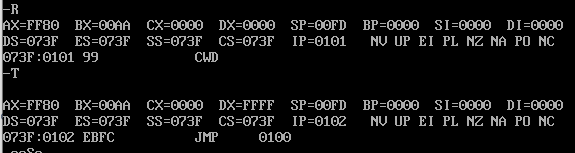 -R
AX=FF80 BX=00AA CX=0000 DX=0000 SP=00FD BP=0000 SI=0000 DI=0000
DS=073F ES=073F SS=073F CS=073F IP=0101 NV UP EI PL NZ NA PO NC
073F:0101 99 CWD
-T
AX=FF80 BX=00AA CX=0000 DX=FFFF SP=00FD BP=0000 SI=0000 DI=0000
DS=073F ES=073F SS=073F CS=073F IP=0102 NV UP EI PL NZ NA PO NC
073F:0102 EBFC JMP 0100